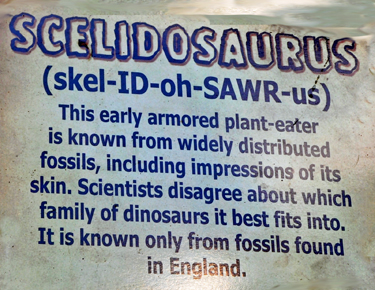 SCELIDOSAURUS
(skel-ID-oh-SAWR-us)
This early armored plant-eater
is known from widely distributed
fossils, including impressions of its
skin. Scientists disagree about which
family of dinosaurs it best fits into.
It is known only from fossils found
in England.